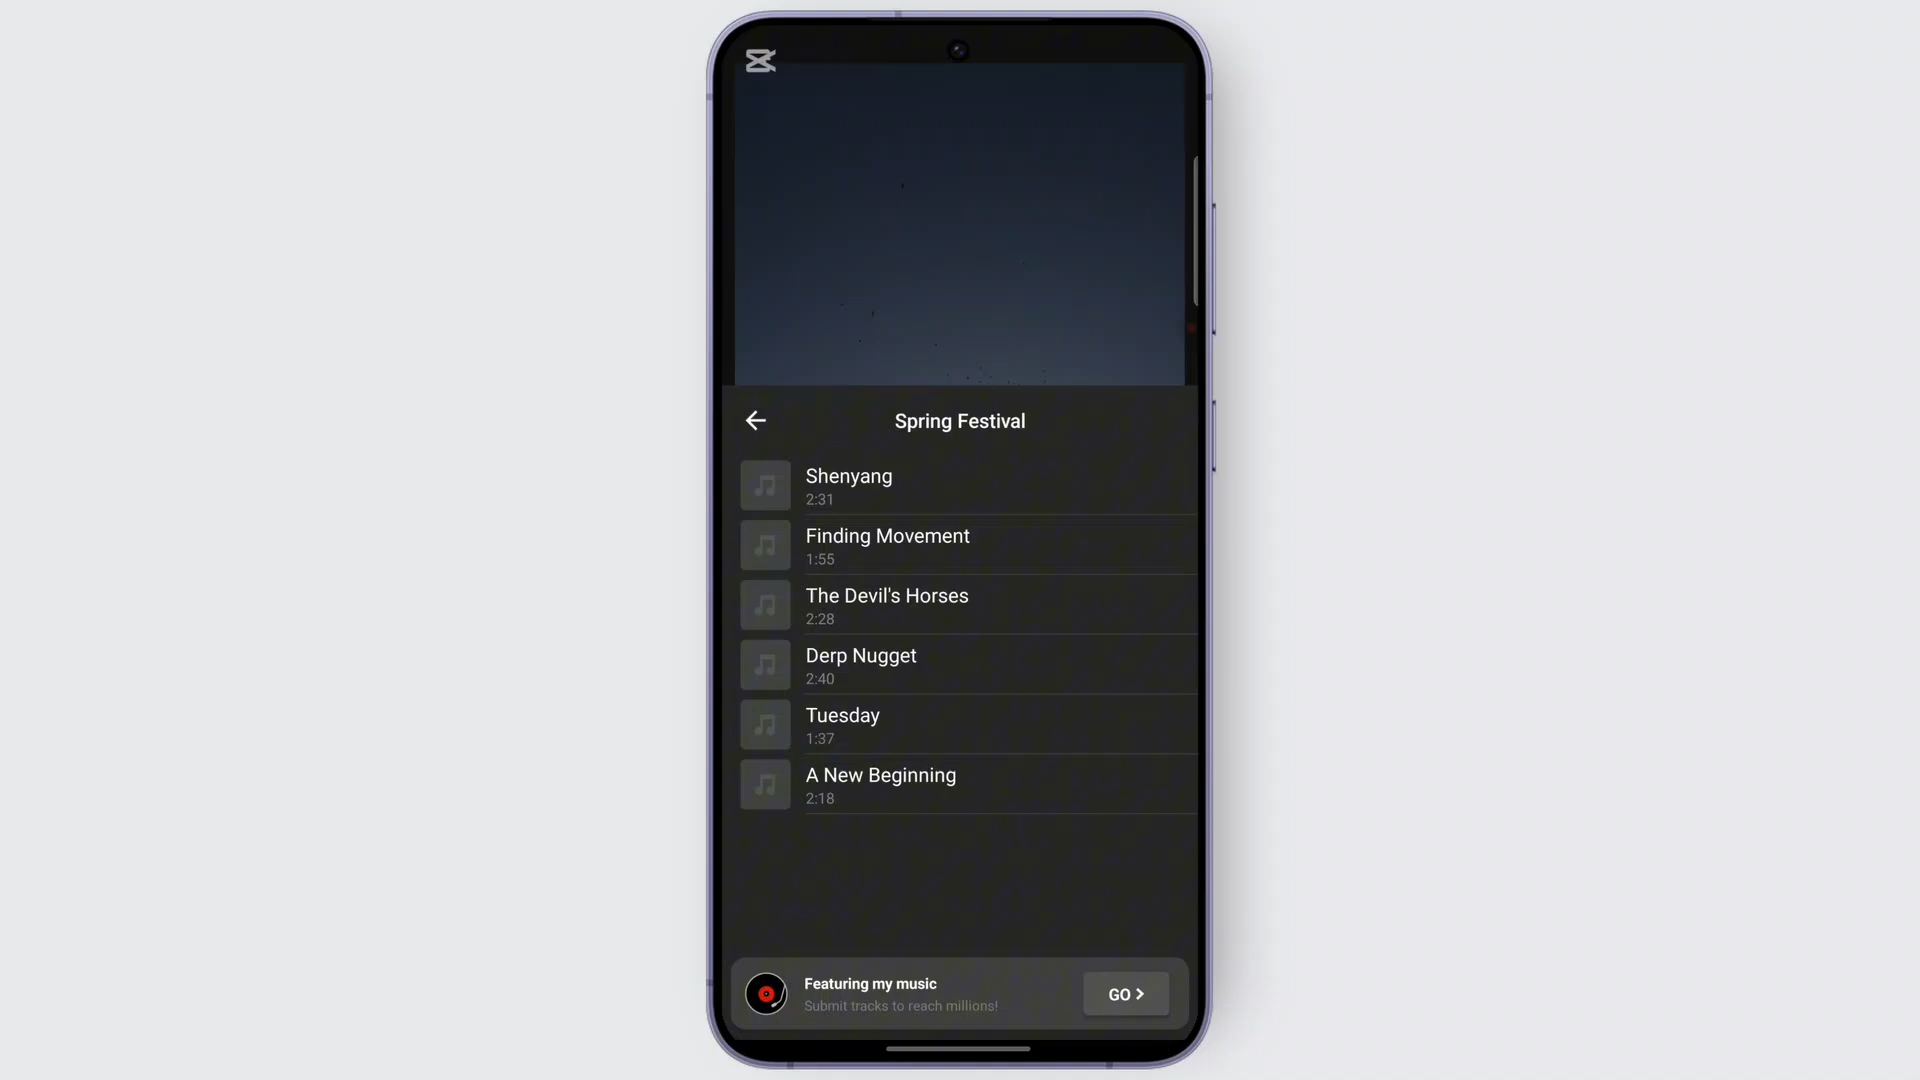 Spring Festival
Shenyang
2:31
Finding Movement
1:55
The Devil's Horses
2:28
Derp Nugget
2:40
Tuesday
1:37
A New Beginning
2:18
Featuring my music
Submit tracks to reach millions!
GO >